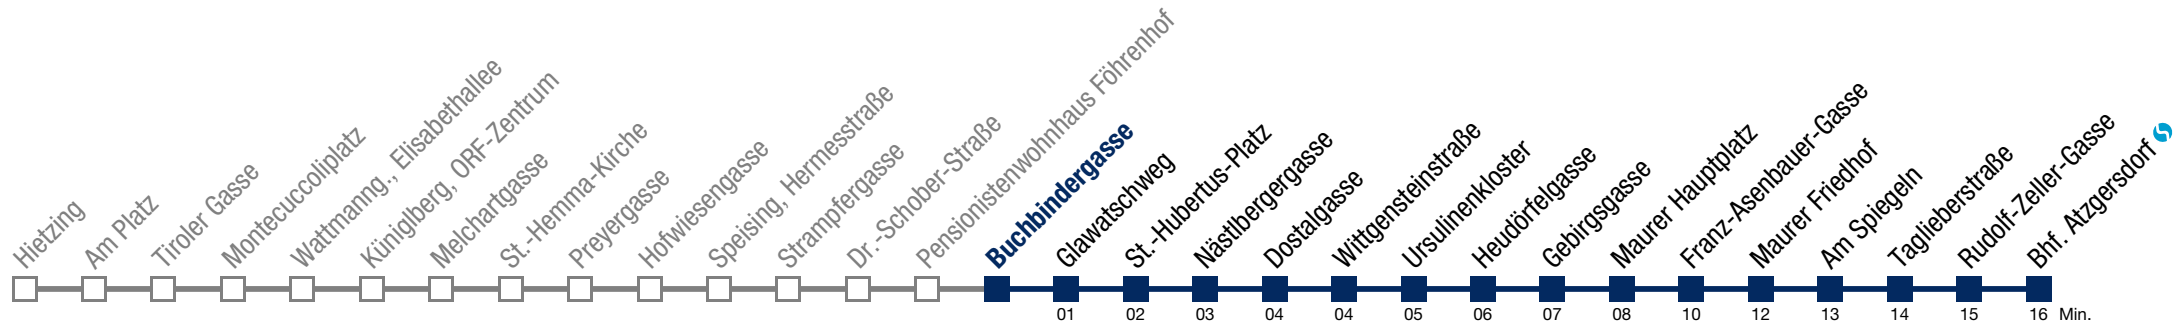 Hietzing
Am Platz
Tiroler Gasse
Montecuccoliplatz
Wattmanng., Elisabethallee
Küniglberg, ORF-Zentrum
Melchartgasse
St.-Hemma-Kirche
Preyergasse
Hofwiesengasse
Speising, Hermesstraße
Strampfergasse
Dr.-Schober-Straße
Pensionistenwohnhaus Föhrenhof
Buchbindergasse
Glawatschweg
St.-Hubertus-Platz
Nästlbergergasse
Dostalgasse
Wittgensteinstraße
Ursulinenkloster
Heudörfelgasse
Gebirgsgasse
Maurer Hauptplatz
Franz-Asenbauer-Gasse
Maurer Friedhof
Am Spiegeln
Taglieberstraße
Rudolf-Zeller-Gasse
Bhf. Atzgersdorf
01 02 03 04 04 05 06 07 08 10 12 13 14 15 16 Min.